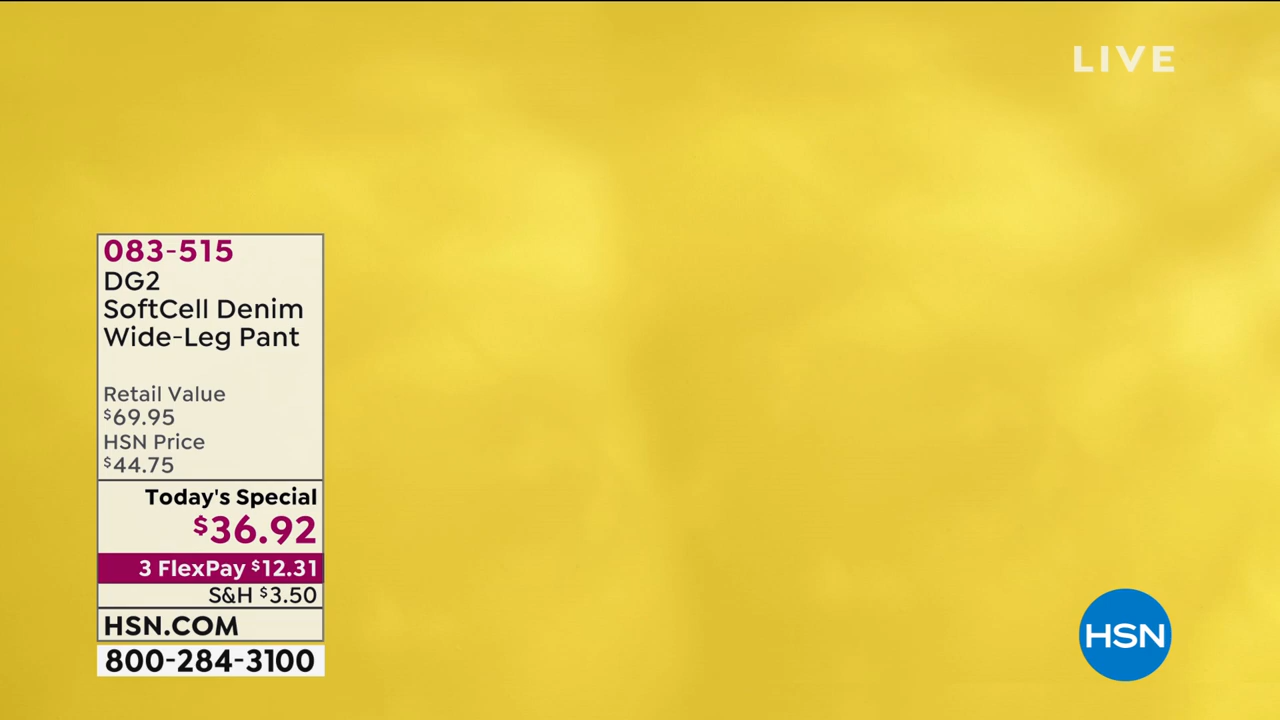 LIVE
083-515
DG2
SoftCell Denim
Wide-Leg Pant
Retail Value
$69.95
HSN Price
$44.75
Today's Special
$36.92
3 FlexPay $12.31
S&H $3.50
HSN.COM
800-284-3100
HSN